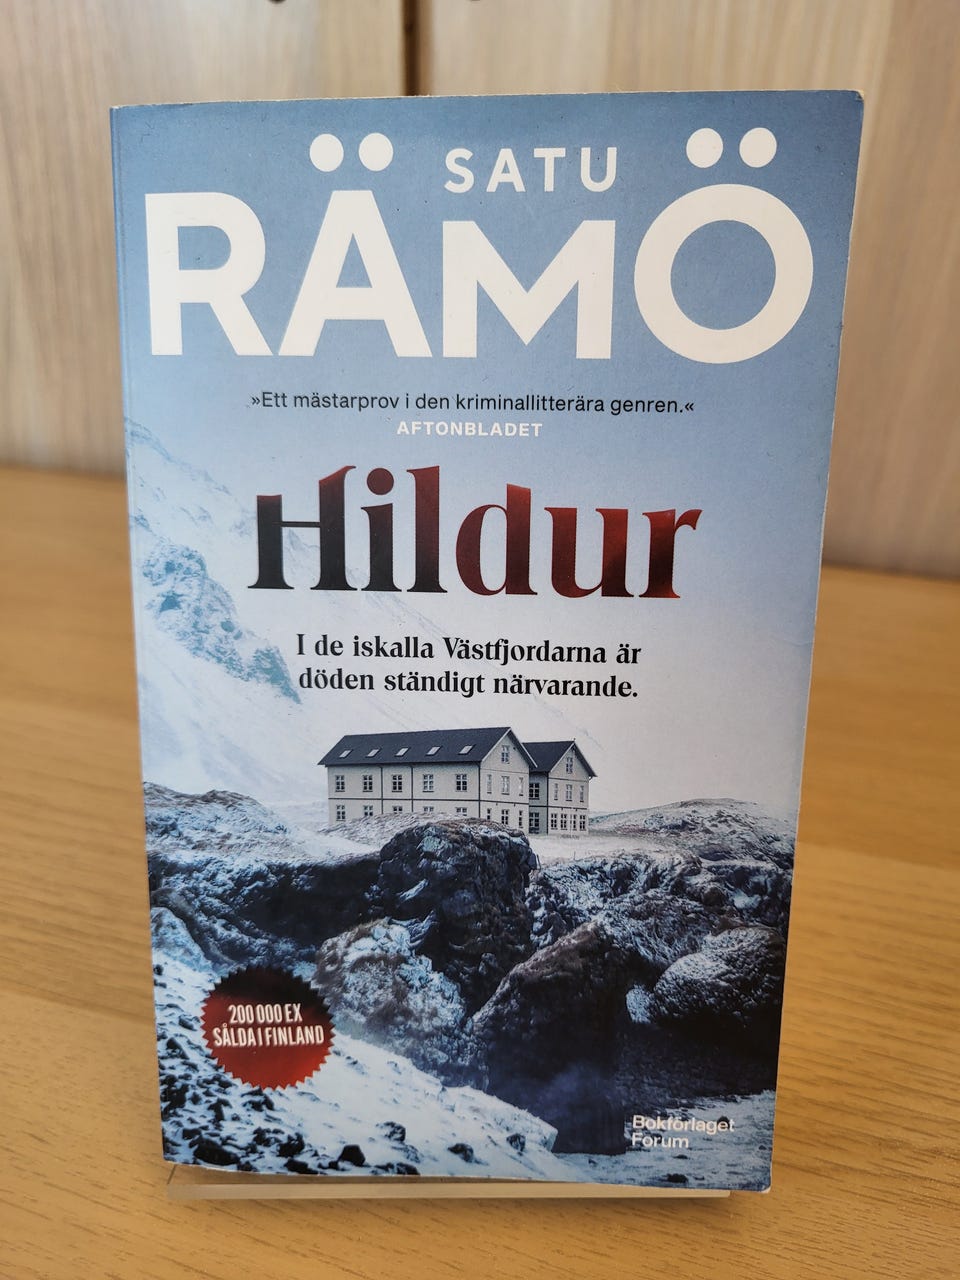 SATU
RÄMÖ
»Ett mästarprov i den kriminallitterära genren.«
AFTONBLADET
Hildur
I de iskalla Västfjordarna är
döden ständigt närvarande.
200 000 EX
SÅLDA I FINLAND
Bokförlaget
Forum